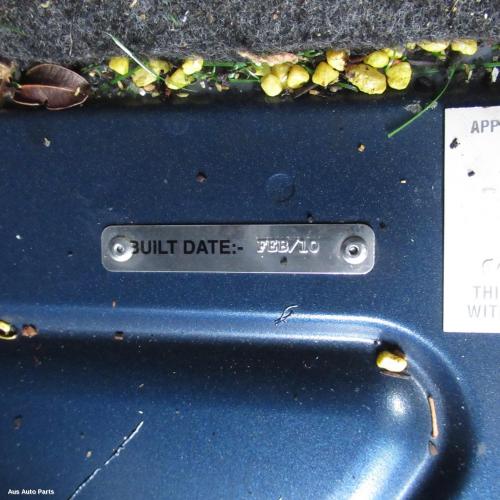 APP
BUILT DATE:- FEB/10
THI
WIT
Aus Auto Parts